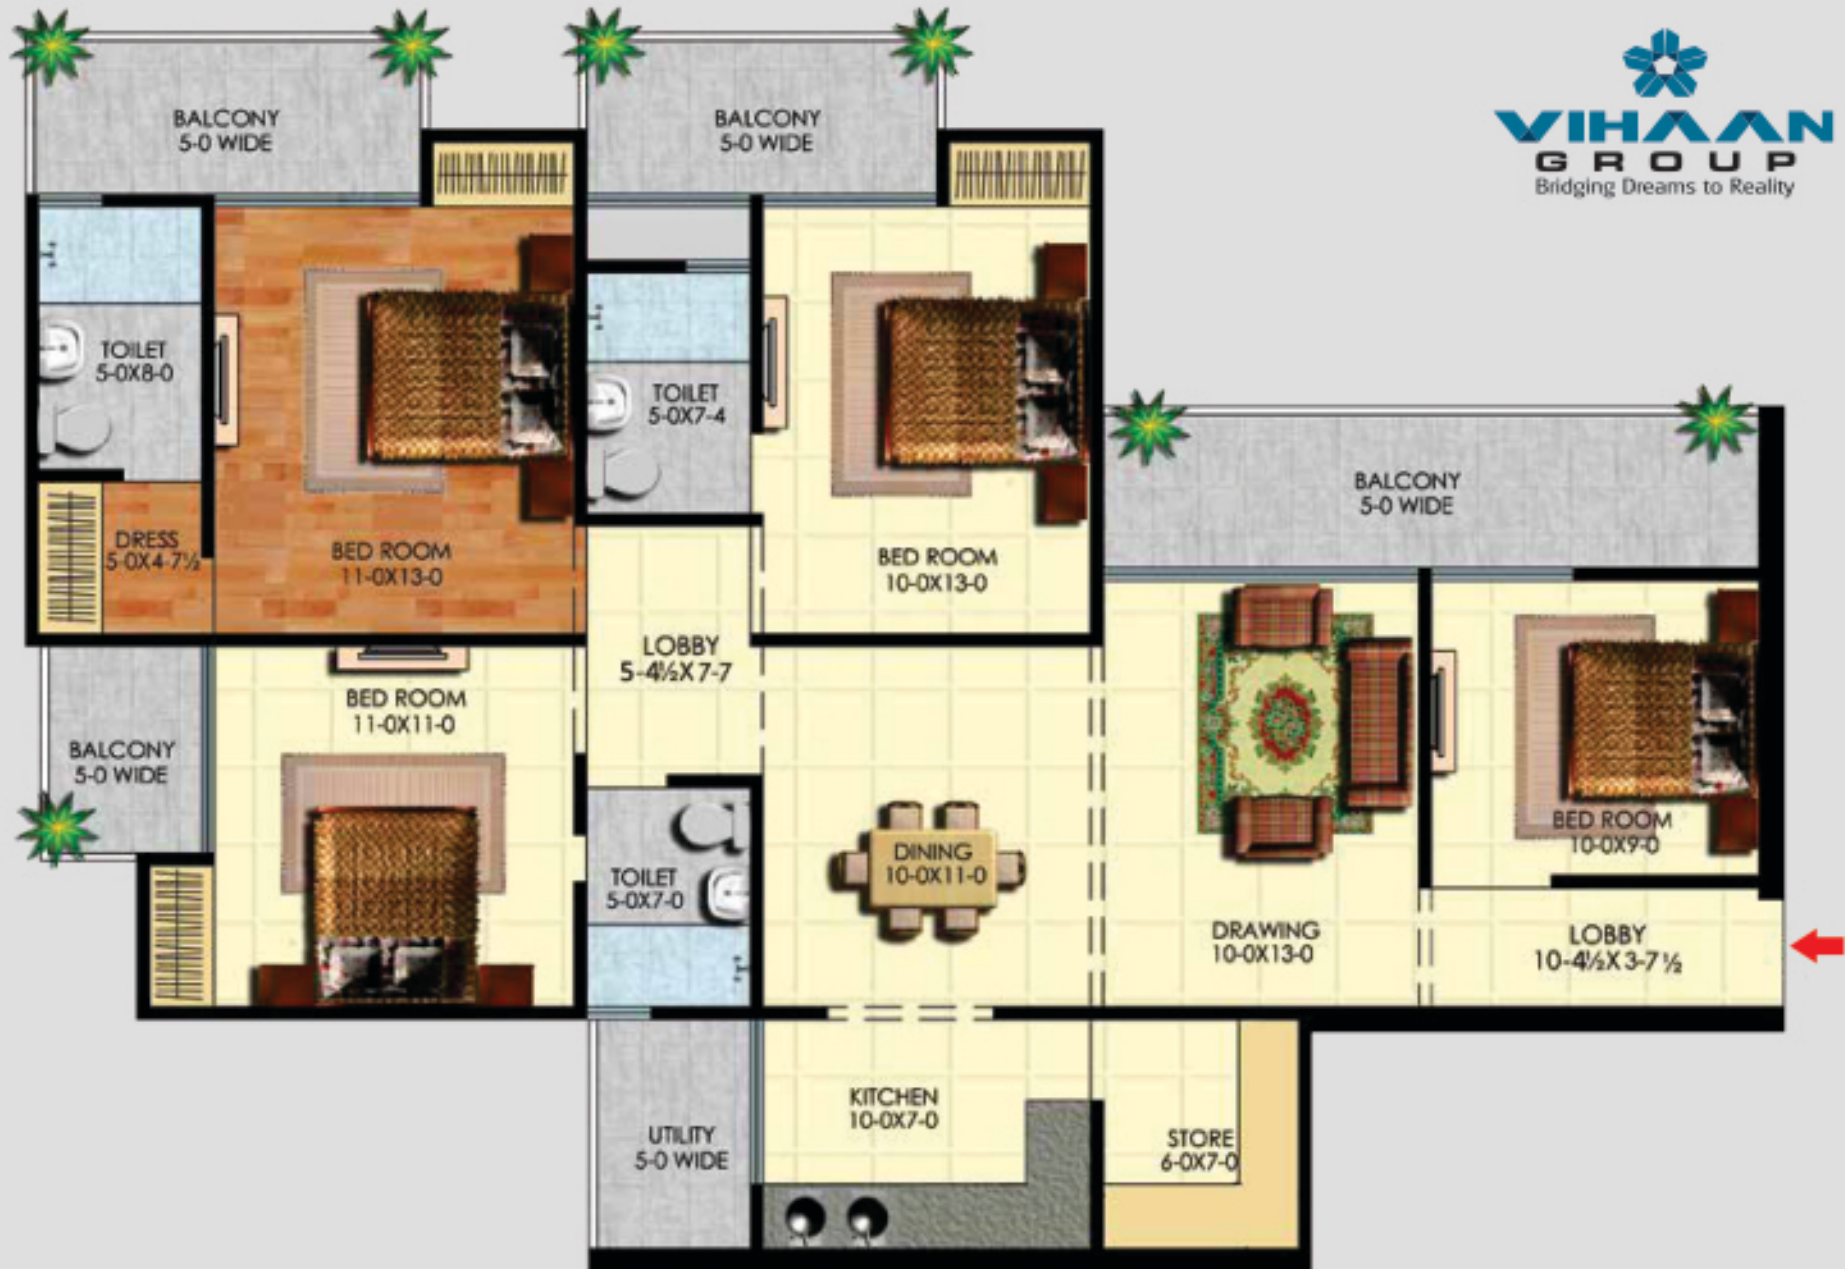 VIHAAN
GROUP
Bridging Dreams to Reality
BALCONY
5-0 WIDE
BALCONY
5-0 WIDE
TOILET
5-0X8-0
TOILET
5-0X7-4
DRESS
5-0X4-7½
BED ROOM
11-0X13-0
BED ROOM
10-0X13-0
BALCONY
5-0 WIDE
LOBBY
5-4½X7-7
BED ROOM
11-0X11-0
BALCONY
5-0 WIDE
BED ROOM
10-0X9-0
DINING
10-0X11-0
TOILET
5-0X7-0
DRAWING
10-0X13-0
LOBBY
10-4½X3-7½
KITCHEN
10-0X7-0
UTILITY
5-0 WIDE
STORE
6-0X7-0